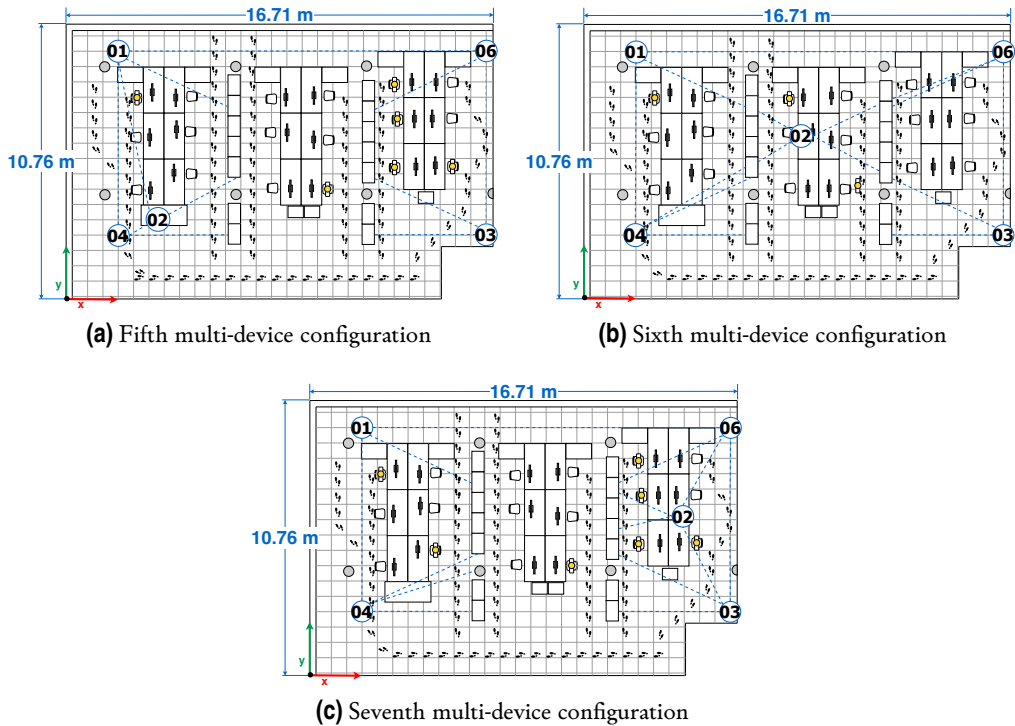 16.71 m
16.71 m
01
06
01
06
10.76 m
02
10.76 m
02
04
03
04
03
y
x
y
x
(a) Fifth multi-device configuration
(b) Sixth multi-device configuration
16.71 m
01
06
02
10.76 m
04
03
y
x
(c) Seventh multi-device configuration